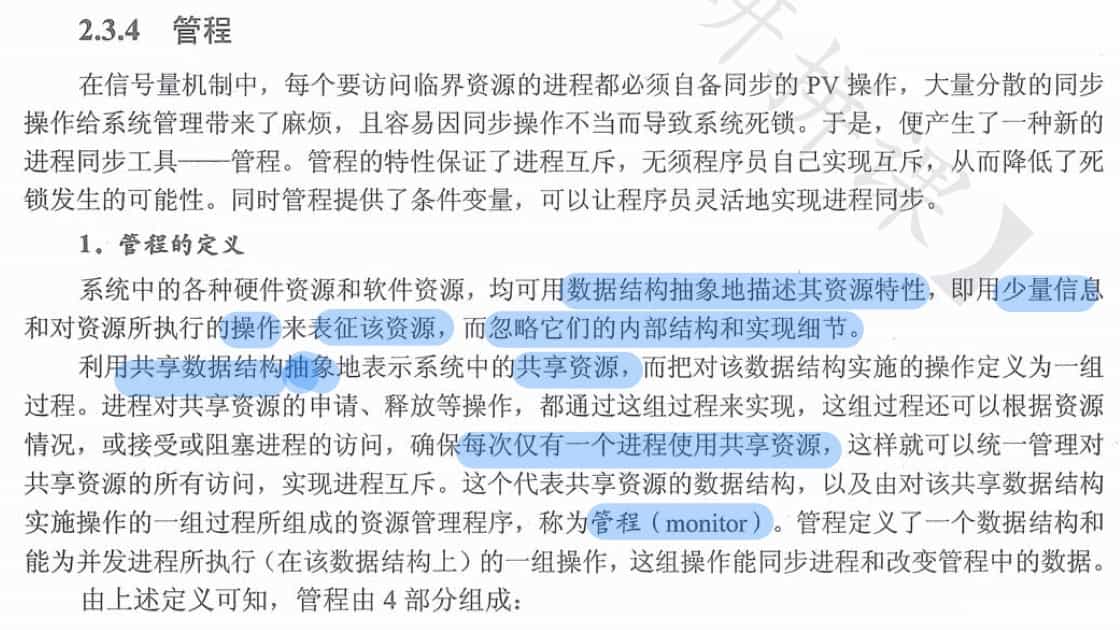 2.3.4 管程
在信号量机制中，每个要访问临界资源的进程都必须自备同步的 PV 操作，大量分散的同步
操作给系统管理带来了麻烦，且容易因同步操作不当而导致系统死锁。于是，便产生了一种新的
进程同步工具——管程。管程的特性保证了进程互斥，无须程序员自己实现互斥，从而降低了死
锁发生的可能性。同时管程提供了条件变量，可以让程序员灵活地实现进程同步。
1. 管程的定义
系统中的各种硬件资源和软件资源，均可用数据结构抽象地描述其资源特性，即用少量信息
和对资源所执行的操作来表征该资源，而忽略它们的内部结构和实现细节。
利用共享数据结构抽象地表示系统中的共享资源，而把对该数据结构实施的操作定义为一组
过程。进程对共享资源的申请、释放等操作，都通过这组过程来实现，这组过程还可以根据资源
情况，或接受或阻塞进程的访问，确保每次仅有一个进程使用共享资源，这样就可以统一管理对
共享资源的所有访问，实现进程互斥。这个代表共享资源的数据结构，以及由对该共享数据结构
实施操作的一组过程所组成的资源管理程序，称为管程（monitor）。管程定义了一个数据结构和
能为并发进程所执行（在该数据结构上）的一组操作，这组操作能同步进程和改变管程中的数据。
由上述定义可知，管程由 4 部分组成：